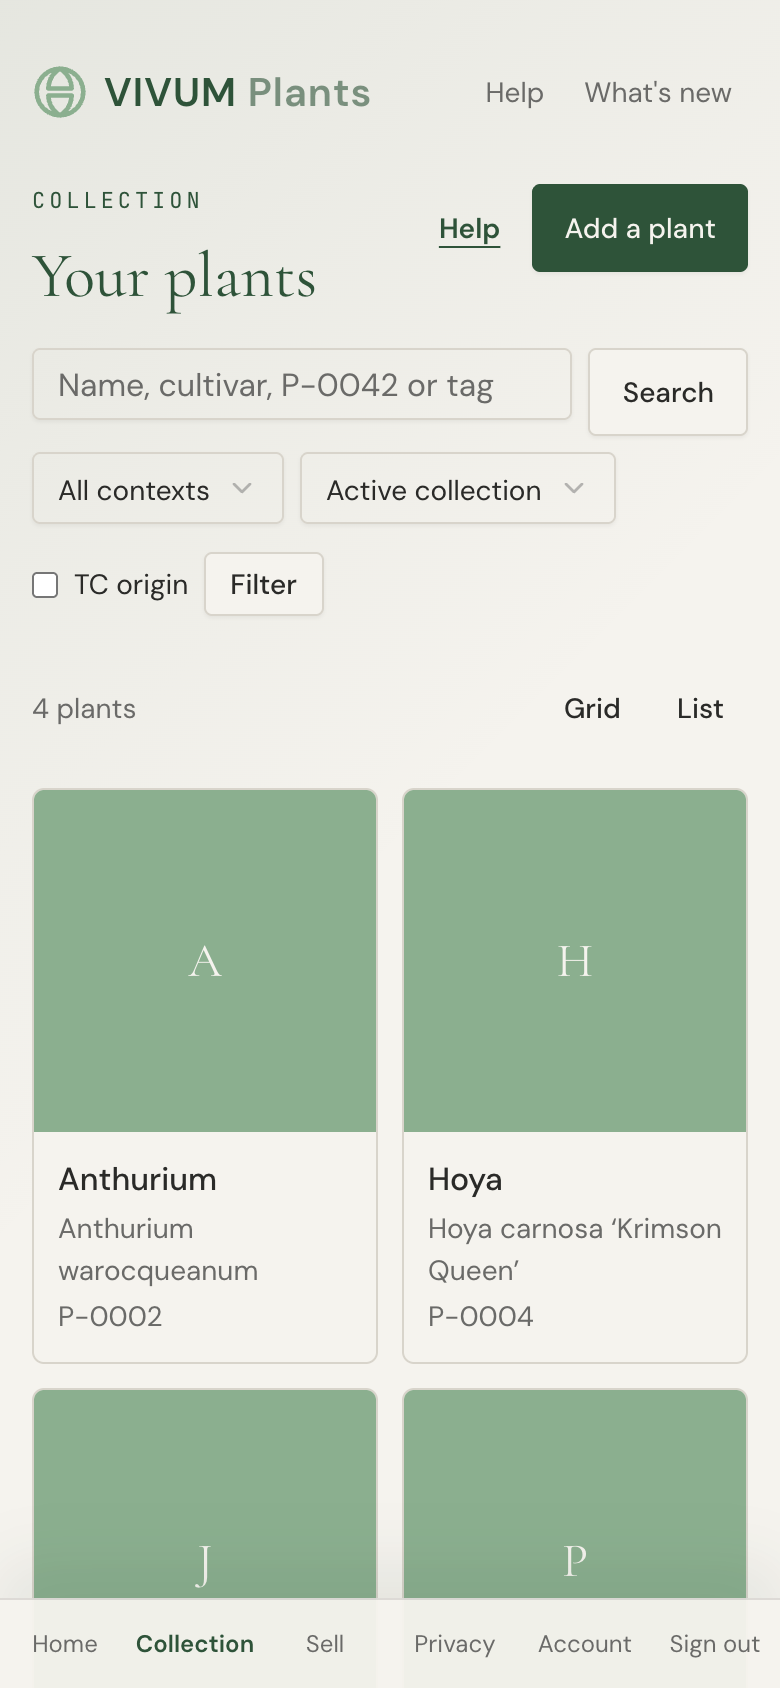 VIVUM Plants
Help
What's new
COLLECTION
Your plants
Help
Add a plant
Name, cultivar, P-0042 or tag
Search
All contexts
Active collection
TC origin
Filter
4 plants
Grid
List
A
H
Anthurium
Anthurium
warocqueanum
P-0002
Hoya
Hoya carnosa ‘Krimson
Queen’
P-0004
J
P
Home
Collection
Sell
Privacy
Account
Sign out